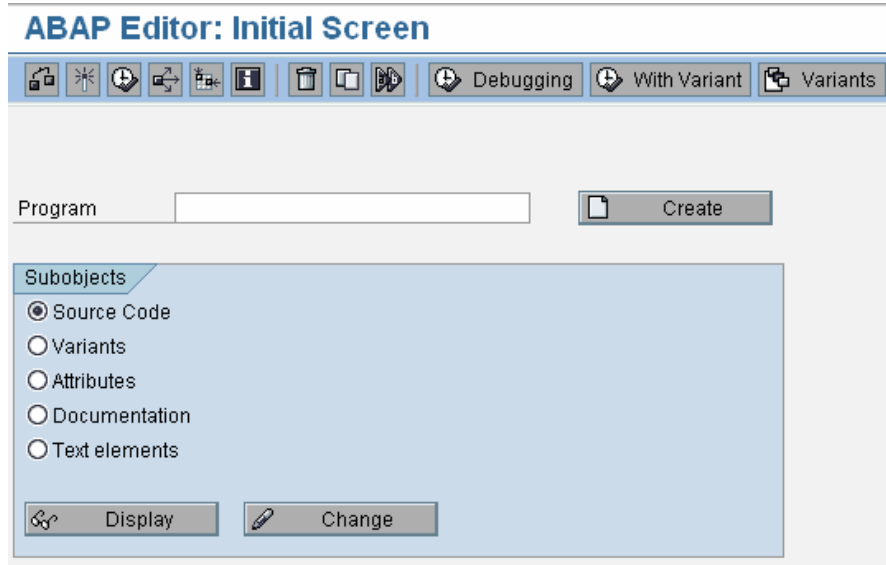 ABAP Editor: Initial Screen
Debugging With Variant Variants
Program Create
Subobjects
Source Code
Variants
Attributes
Documentation
Text elements
Display Change